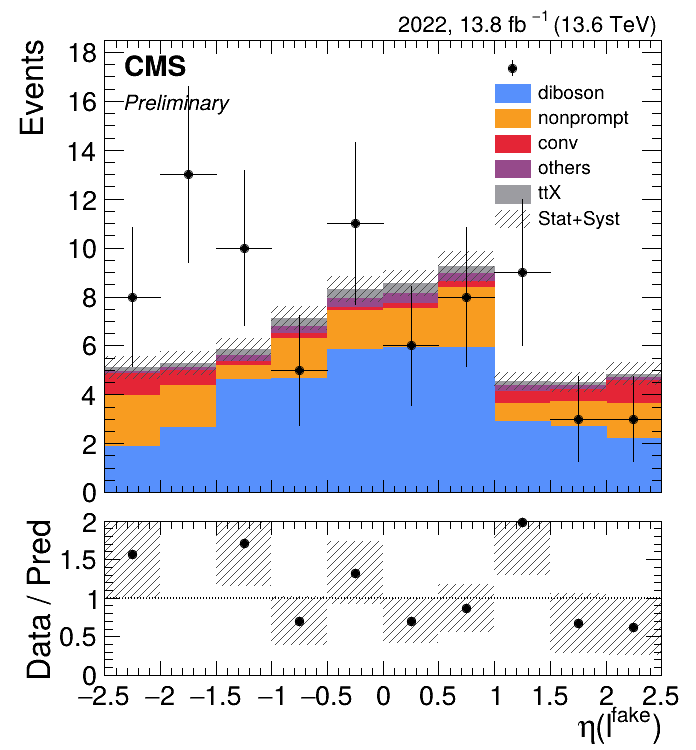 2022, 13.8 fb⁻¹ (13.6 TeV)
CMS
Preliminary
Events
18
16
14
12
10
8
6
4
2
0
diboson
nonprompt
conv
others
ttX
Stat+Syst
Data / Pred
2
1.5
1
0.5
0
−2.5 −2 −1.5 −1 −0.5 0 0.5 1 1.5 2 2.5
η(l^fake)